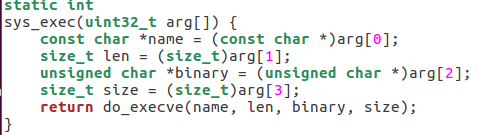 static int
sys_exec(uint32_t arg[]) {
    const char *name = (const char *)arg[0];
    size_t len = (size_t)arg[1];
    unsigned char *binary = (unsigned char *)arg[2];
    size_t size = (size_t)arg[3];
    return do_execve(name, len, binary, size);
}